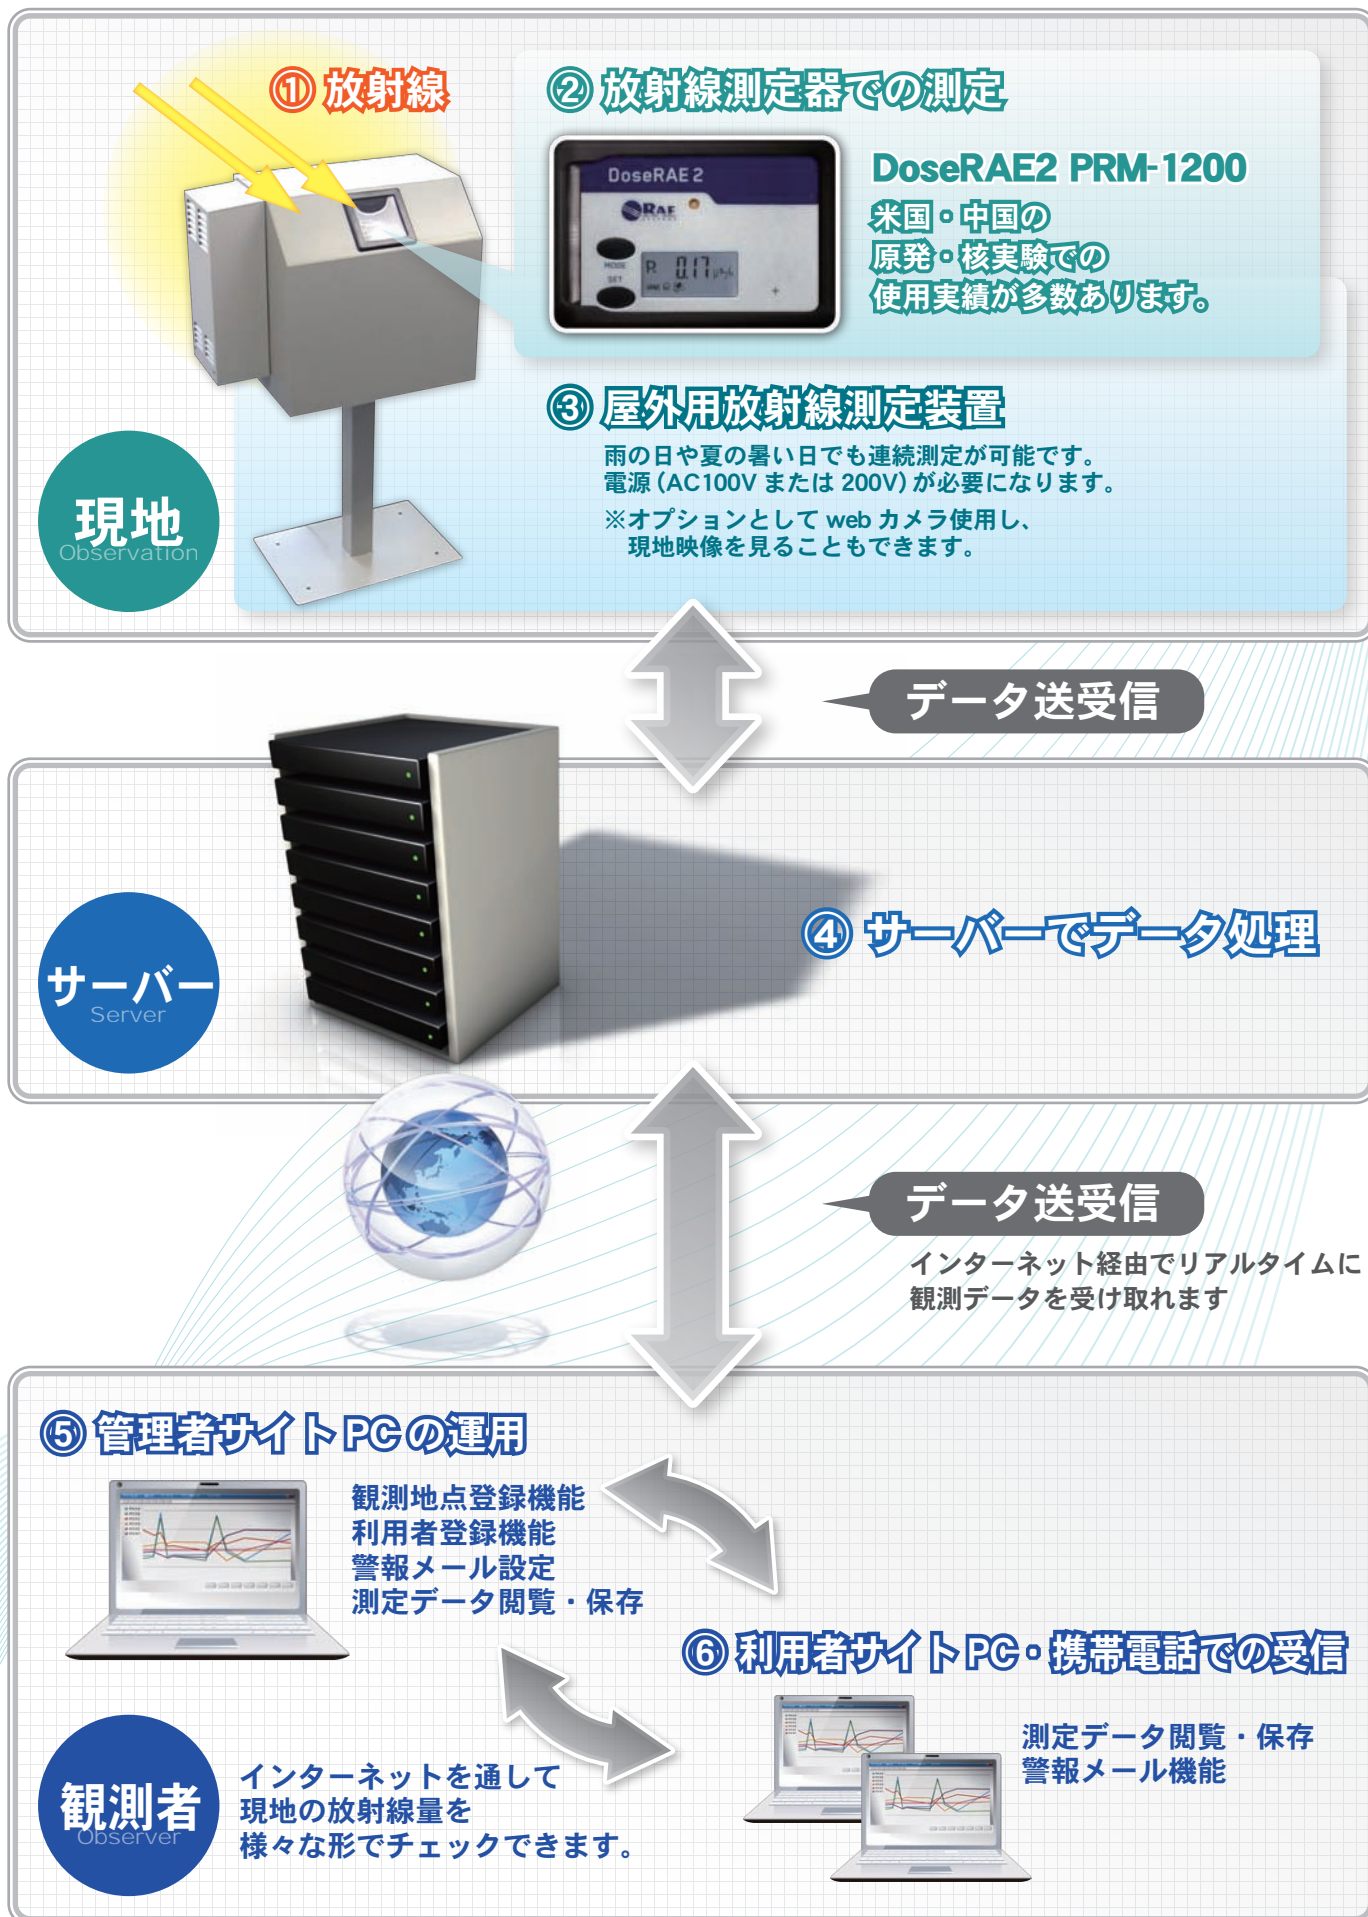 ① 放射線
② 放射線測定器での測定
DoseRAE 2
RAE
MODE
SET
R 0.17
DoseRAE2 PRM-1200
米国・中国の
原発・核実験での
使用実績が多数あります。
③ 屋外用放射線測定装置
雨の日や夏の暑い日でも連続測定が可能です。
電源(AC100V または 200V)が必要になります。
※オプションとして web カメラ使用し、
現地映像を見ることもできます。
現地
Observation
データ送受信
④ サーバーでデータ処理
サーバー
Server
データ送受信
インターネット経由でリアルタイムに
観測データを受け取れます
⑤ 管理者サイト PC の運用
観測地点登録機能
利用者登録機能
警報メール設定
測定データ閲覧・保存
⑥ 利用者サイト PC・携帯電話での受信
測定データ閲覧・保存
警報メール機能
観測者
Observer
インターネットを通して
現地の放射線量を
様々な形でチェックできます。